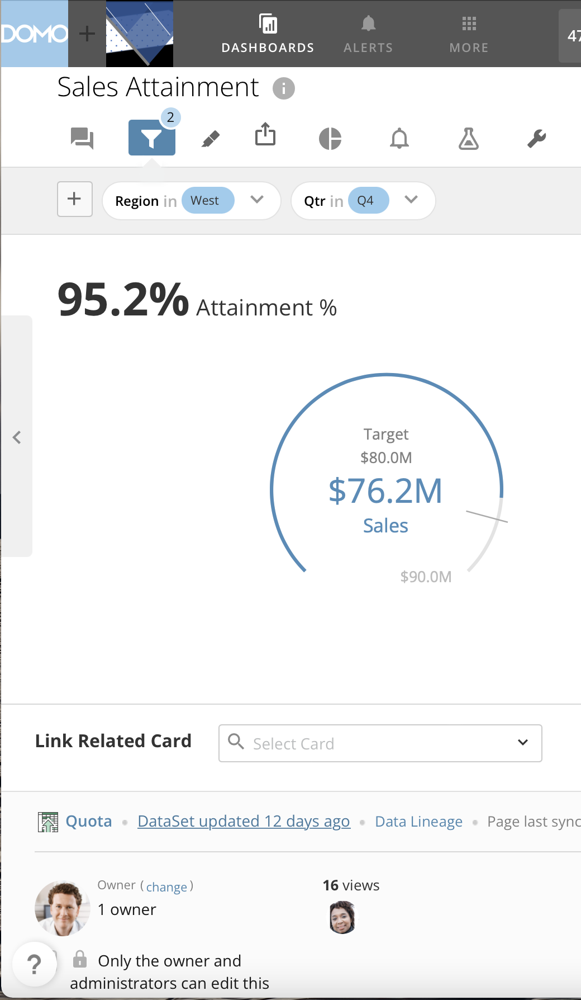 DOMO
DASHBOARDS
ALERTS
MORE
47
Sales Attainment
2
Region in West
Qtr in Q4
95.2% Attainment %
Target
$80.0M
$76.2M
Sales
$90.0M
Link Related Card
Select Card
Quota
DataSet updated 12 days ago
Data Lineage
Page last sync
Owner (change)
1 owner
16 views
?
Only the owner and
administrators can edit this